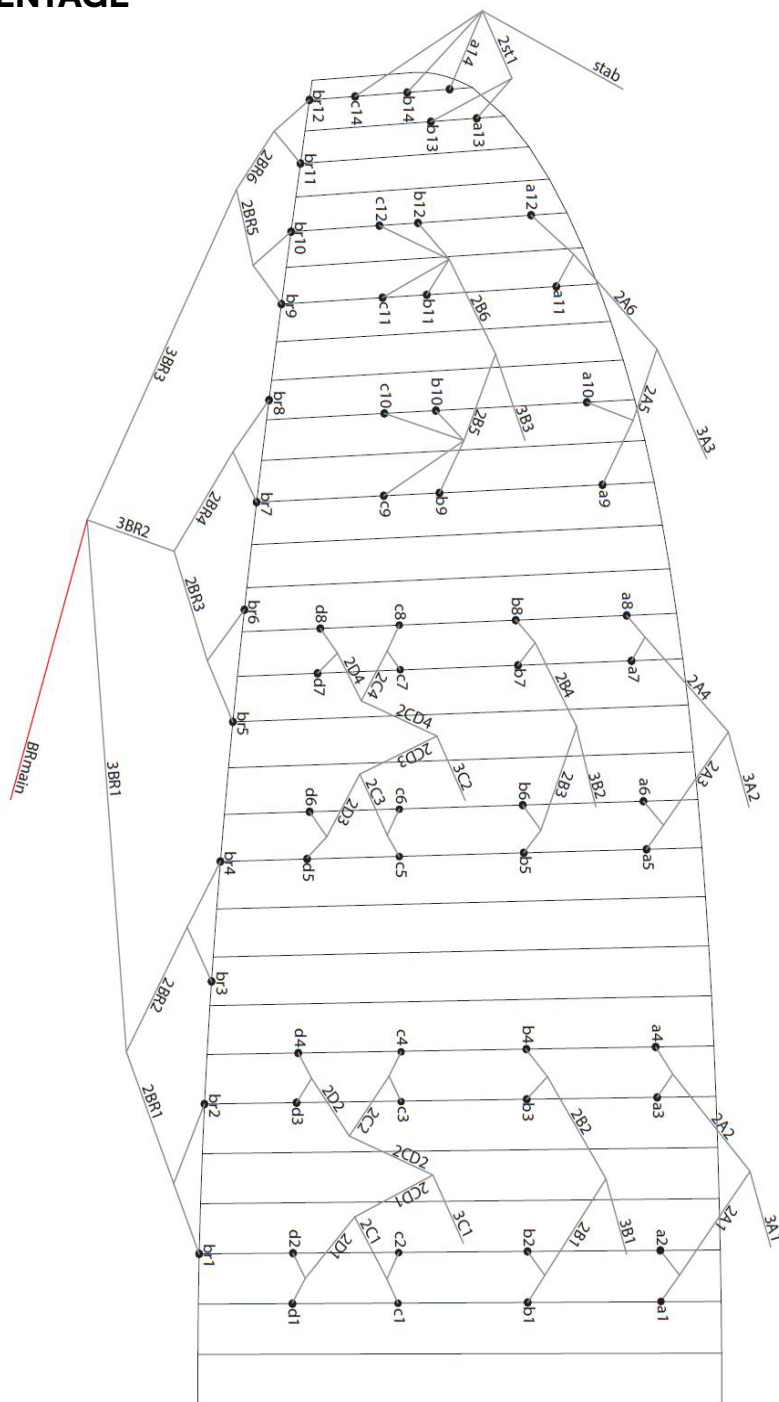 ENTAGE
a14
2st1
stab
br12
c14
b14
b13
a13
2BR6
br11
2BR5
br10
c12
b12
a12
br9
c11
b11
2B6
a11
2A6
3BR3
br8
c10
b10
2B5
3B3
a10
2A5
3A3
2BR4
br7
c9
b9
a9
3BR2
2BR3
br6
d8
c8
b8
a8
d7
2D4
2C4
c7
b7
2B4
a7
2A4
br5
2CD4
2CD3
3C2
BRmain
3BR1
d6
2D3
2C3
c6
b6
2B3
3B2
a6
2A3
3A2
br4
d5
c5
b5
a5
2BR2
br3
d4
c4
b4
a4
2BR1
br2
d3
2D2
2C2
c3
b3
2B2
a3
2A2
2CD2
2CD1
3C1
br1
d2
2D1
2C1
c2
b2
2B1
3B1
a2
2A1
3A1
d1
c1
b1
a1